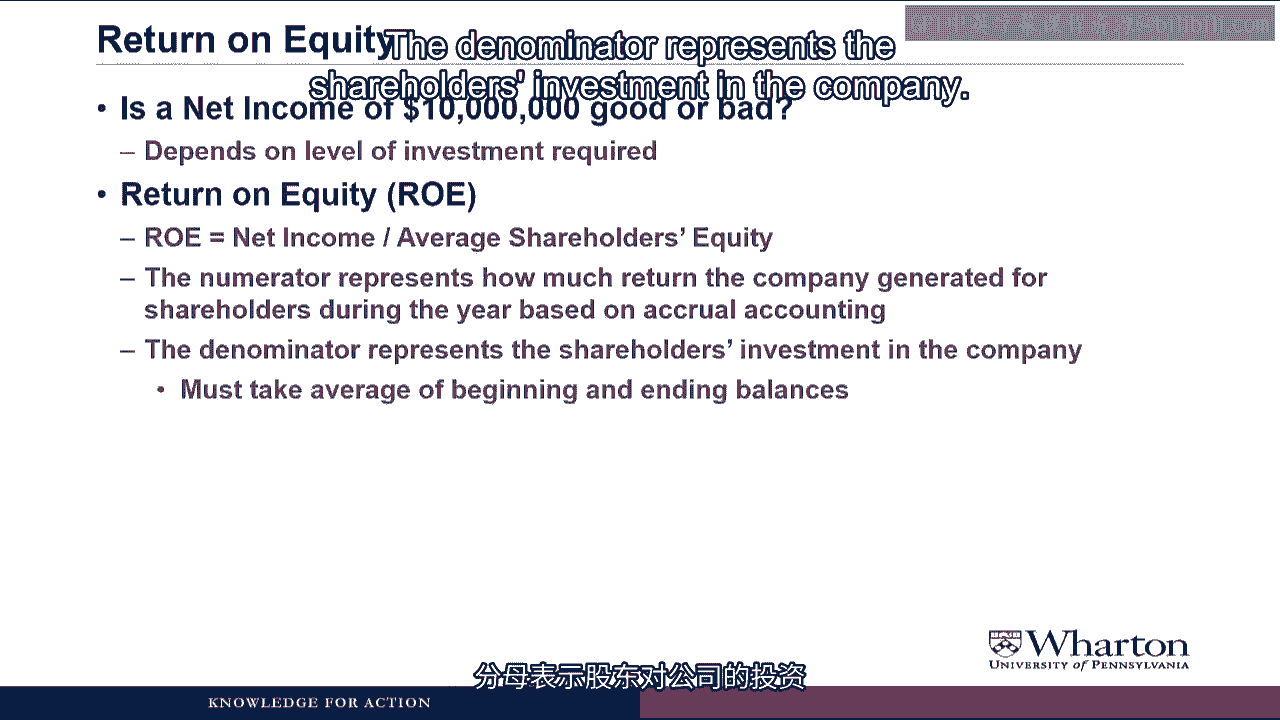 Return on Equity
The denominator represents the
shareholders' investment in the company.
• Is a Net Income of $10,000,000 good or bad?
– Depends on level of investment required
• Return on Equity (ROE)
– ROE = Net Income / Average Shareholders’ Equity
– The numerator represents how much return the company generated for
shareholders during the year based on accrual accounting
– The denominator represents the shareholders’ investment in the company
• Must take average of beginning and ending balances
Wharton
UNIVERSITY of PENNSYLVANIA
分母表示股东对公司的投资
KNOWLEDGE FOR ACTION